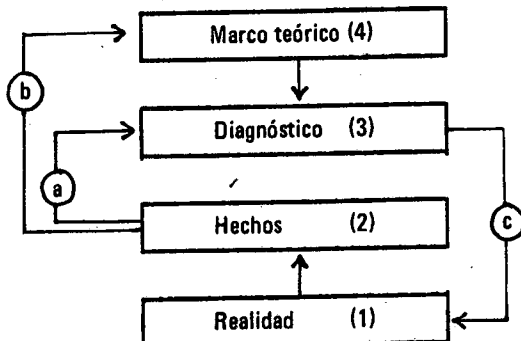 Marco teórico (4)
b
Diagnóstico (3)
a
Hechos (2)
c
Realidad (1)